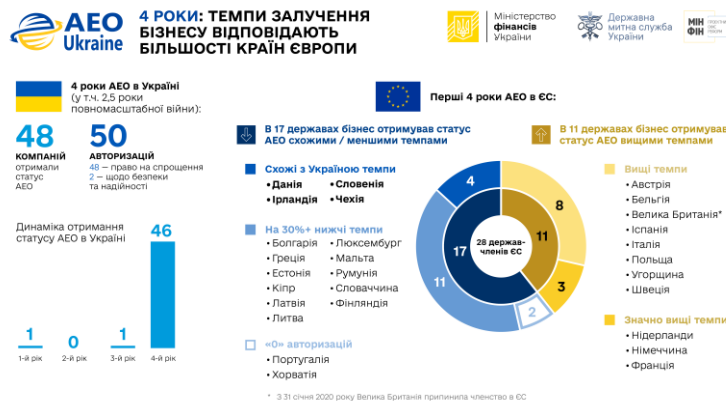 AEO
Ukraine
4 РОКИ: ТЕМПИ ЗАЛУЧЕННЯ
БІЗНЕСУ ВІДПОВІДАЮТЬ
БІЛЬШОСТІ КРАЇН ЄВРОПИ
Міністерство
фінансів
України
Державна
митна служба
України
МІН
ФІН
4 роки АЕО в Україні
(у т.ч. 2,5 роки
повномасштабної війни):
48
КОМПАНІЙ
отримали
статус
АЕО
50
АВТОРИЗАЦІЙ
48 — право на спрощення
2 — щодо безпеки
та надійності
Динаміка отримання
статусу АЕО в Україні
1
0
1
46
1-й рік
2-й рік
3-й рік
4-й рік
Перші 4 роки АЕО в ЄС:
В 17 державах бізнес отримував статус
АЕО схожими / меншими темпами
В 11 державах бізнес отримував
статус АЕО вищими темпами
Схожі з Україною темпи
• Данія
• Словенія
• Ірландія
• Чехія
На 30%+ нижчі темпи
• Болгарія
• Люксембург
• Греція
• Мальта
• Естонія
• Румунія
• Кіпр
• Словаччина
• Латвія
• Фінляндія
• Литва
«0» авторизацій
• Португалія
• Хорватія
4
8
17
28 держав-
членів ЄС
11
11
3
2
Вищі темпи
• Австрія
• Бельгія
• Велика Британія*
• Іспанія
• Італія
• Польща
• Угорщина
• Швеція
Значно вищі темпи
• Нідерланди
• Німеччина
• Франція
* З 31 січня 2020 року Велика Британія припинила членство в ЄС